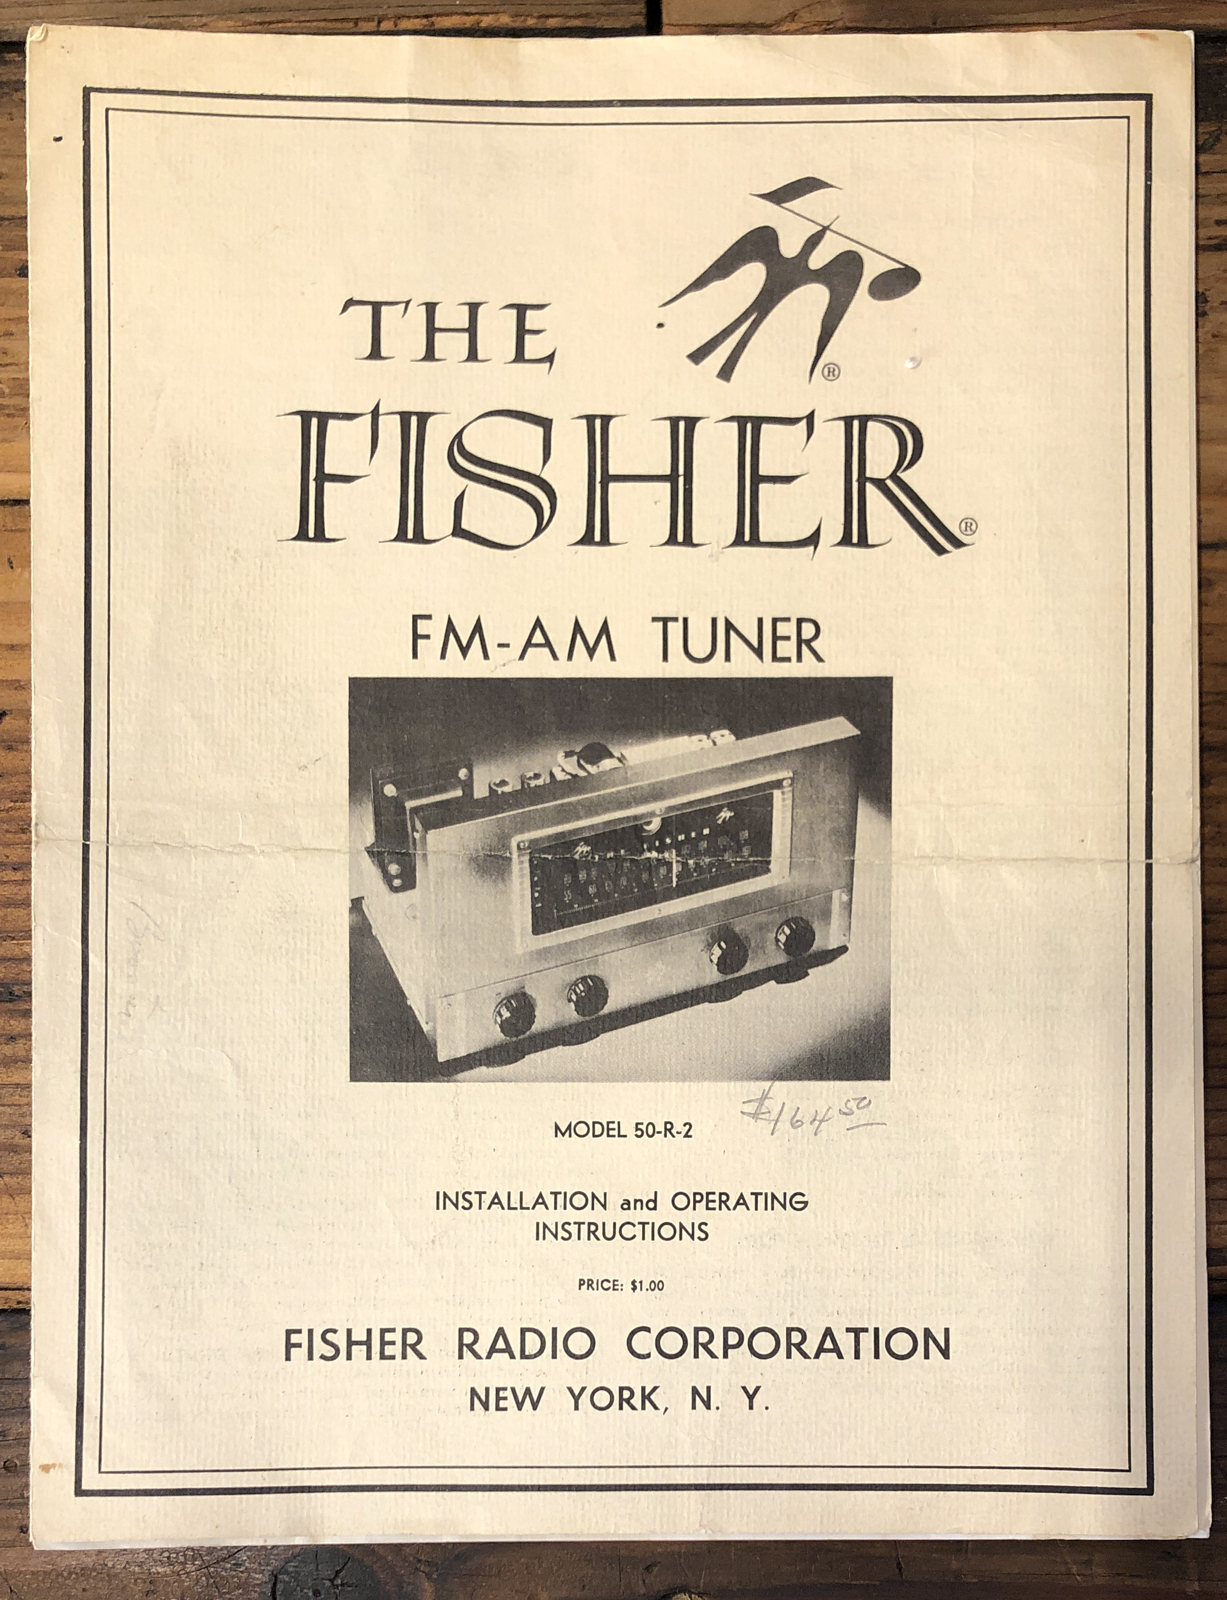 THE
®
FISHER®
FM-AM TUNER
$164 50
MODEL 50-R-2
INSTALLATION and OPERATING
INSTRUCTIONS
PRICE: $1.00
FISHER RADIO CORPORATION
NEW YORK, N. Y.